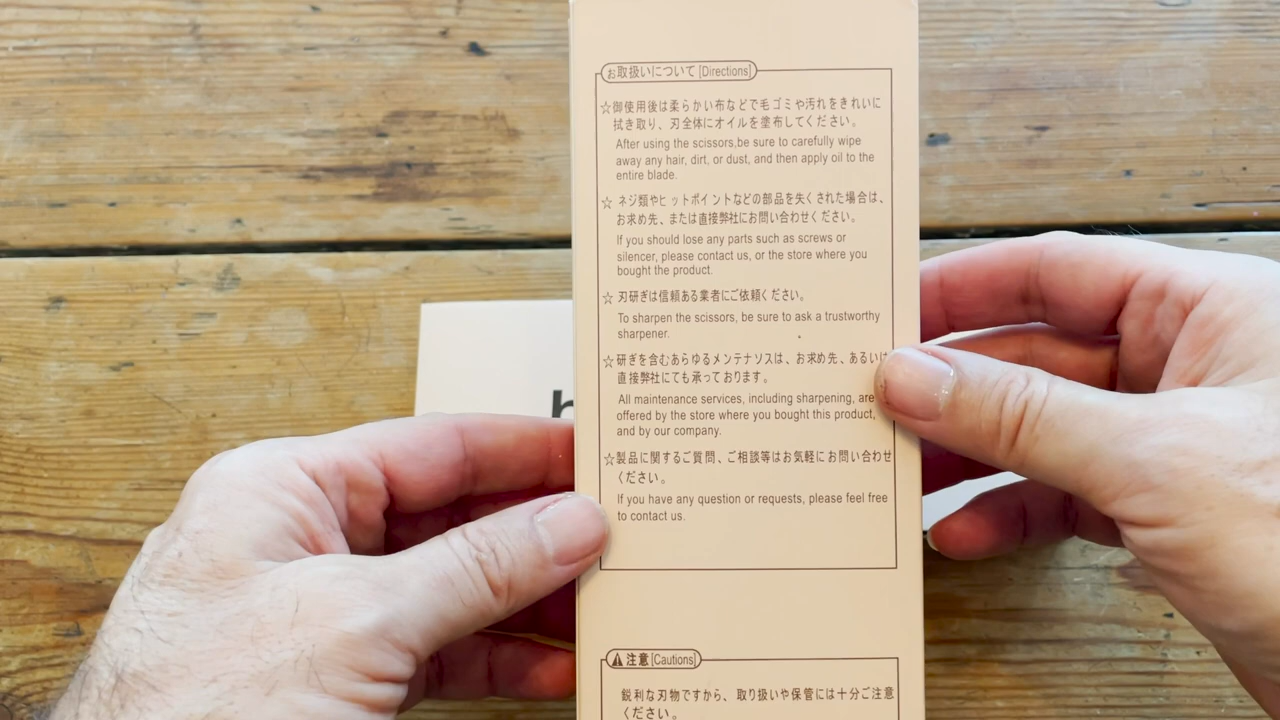 お取扱いについて [Directions]
☆御使用後は柔らかい布などで毛ゴミや汚れをきれいに
拭き取り、刃全体にオイルを塗布してください。
After using the scissors,be sure to carefully wipe
away any hair, dirt, or dust, and then apply oil to the
entire blade.
☆ ネジ類やヒットポイントなどの部品を失くされた場合は、
お求め先、または直接弊社にお問い合わせください。
If you should lose any parts such as screws or
silencer, please contact us, or the store where you
bought the product.
☆ 刃研ぎは信頼ある業者にご依頼ください。
To sharpen the scissors, be sure to ask a trustworthy
sharpener.
☆研ぎを含むあらゆるメンテナソスは、お求め先、あるいは
直接弊社にても承っております。
All maintenance services, including sharpening, are
offered by the store where you bought this product,
and by our company.
☆製品に関するご質問、ご相談等はお気軽にお問い合わせ
ください。
If you have any question or requests, please feel free
to contact us.
⚠注意 [Cautions]
鋭利な刃物ですから、取り扱いや保管には十分ご注意
ください。